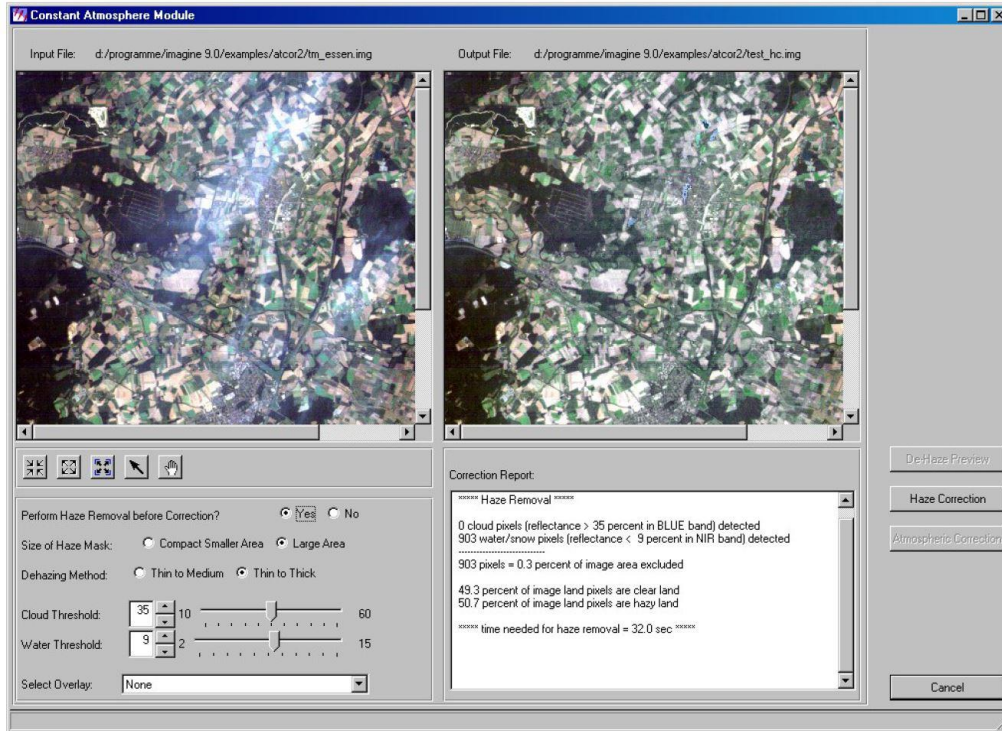 Constant Atmosphere Module
Input File: d:/programme/imagine 9.0/examples/atcor2/tm_essen.img
Output File: d:/programme/imagine 9.0/examples/atcor2/test_hc.img
Perform Haze Removal before Correction? Yes No
Size of Haze Mask: Compact Smaller Area Large Area
Dehazing Method: Thin to Medium Thin to Thick
Cloud Threshold: 35 10 60
Water Threshold: 9 2 15
Select Overlay: None
Correction Report:
***** Haze Removal *****
0 cloud pixels (reflectance > 35 percent in BLUE band) detected
903 water/snow pixels (reflectance < 9 percent in NIR band) detected
-----------------------------
903 pixels = 0.3 percent of image area excluded
49.3 percent of image land pixels are clear land
50.7 percent of image land pixels are hazy land
***** time needed for haze removal = 32.0 sec *****
De-Haze Preview
Haze Correction
Atmospheric Correction
Cancel